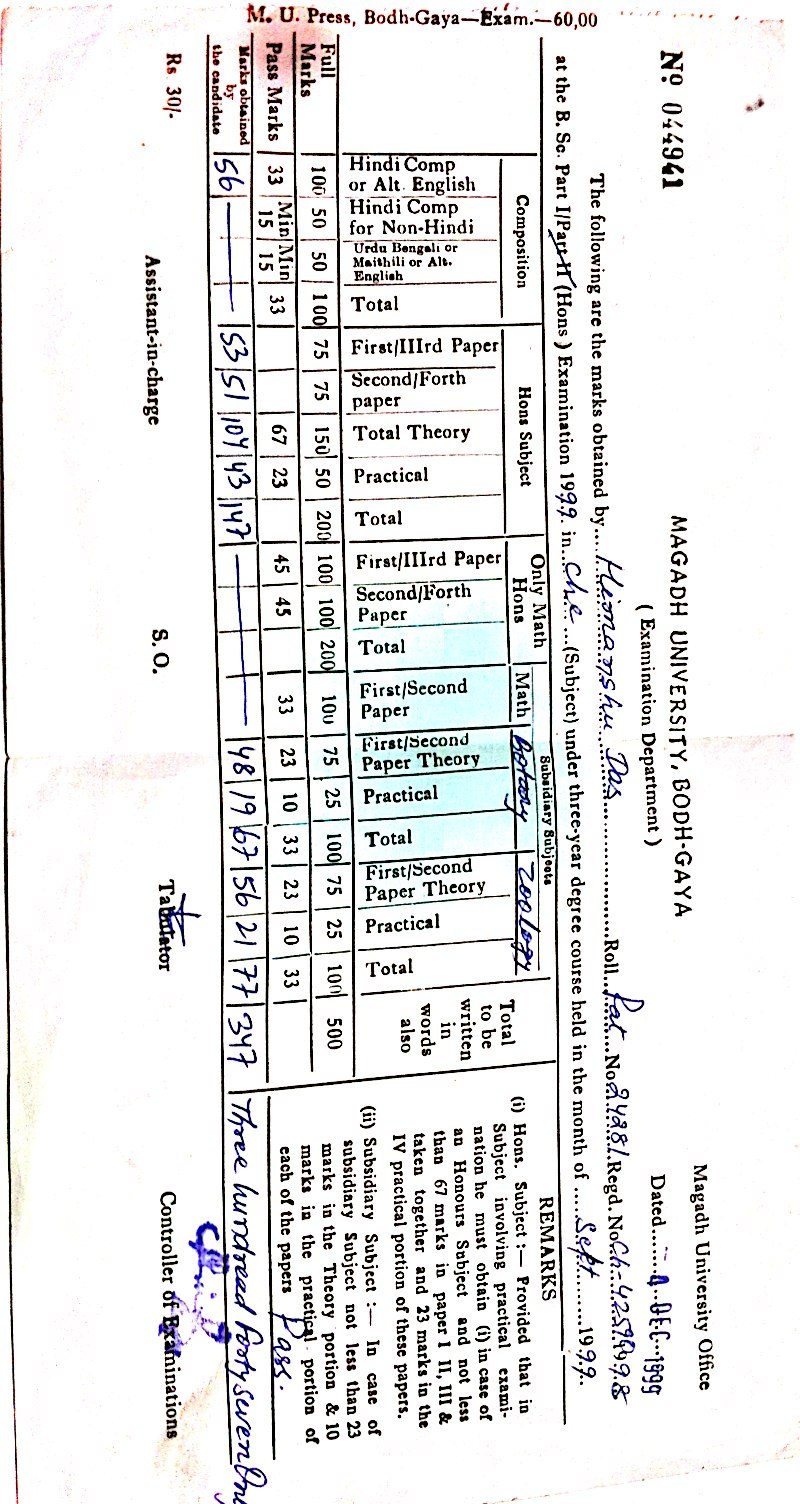 Magadh University Office
No 044941
MAGADH UNIVERSITY, BODH-GAYA
( Examination Department )
Dated....... 4 DEC 1999
The following are the marks obtained by.....Himanshu Das.....Roll...Pat...No 24281.Regd. No
at the B. Sc. Part I/Part II (Hons ) Examination 1999. in..Che...(Subject) under three-year degree course held in the month of ......Sept.........1999.
Composition
Hons Subject
Only Math Hons
Subsidiary Subjects
Math
Botany
Zoology
Hindi Comp or Alt. English
Hindi Comp for Non-Hindi
Urdu Bengali or Maithili or Alt. English
Total
First/IIIrd Paper
Second/Forth paper
Total Theory
Practical
Total
First/IIIrd Paper
Second/Forth Paper
Total
First/Second Paper
First/Second Paper Theory
Practical
Total
First/Second Paper Theory
Practical
Total
Total to be written in words also
Full Marks 100 50 50 100 75 75 150 50 200 100 100 200 100 75 25 100 75 25 100 500
Pass Marks 33 Min 15 Min 15 33 67 23 45 45 33 23 10 33 23 10 33
Marks obtained by the candidate 56 53 51 104 43 147 48 19 67 56 21 77 347 Three hundread Fourty seven
REMARKS
(i) Hons. Subject :— Provided that in
Subject involving practical exami-
nation he must obtain (i) in case of
an Honours Subject and not less
than 67 marks in paper I II, III &
taken together and 23 marks in the
IV practical portion of these papers.
(ii) Subsidiary Subject :— In case of
subsidiary Subject not less than 23
marks in the Theory portion & 10
marks in the practical portion of
each of the papers Pass.
Rs 30/-
Assistant-in-charge
S. O.
Tabulator
Controller of Examinations
M. U. Press, Bodh-Gaya—Exam.—60,00